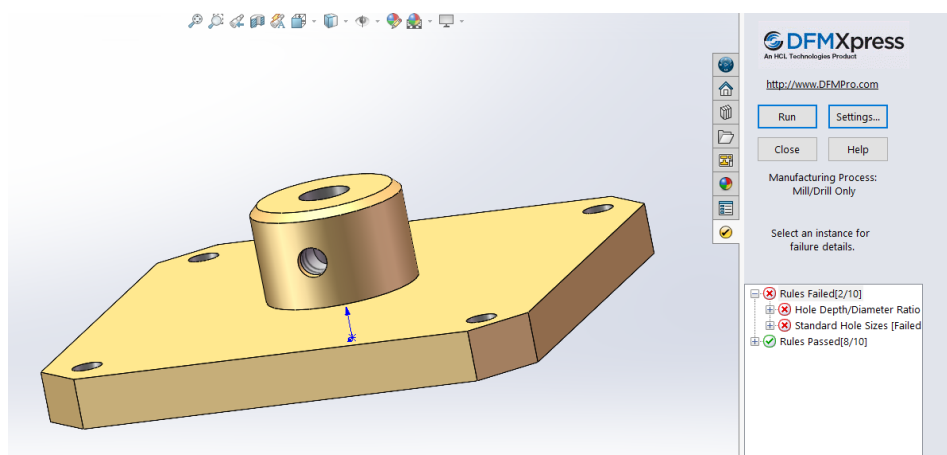 DFMXpress
An HCL Technologies Product
http://www.DFMPro.com
Run Settings...
Close Help
Manufacturing Process:
Mill/Drill Only
Select an instance for
failure details.
Rules Failed[2/10]
Hole Depth/Diameter Ratio
Standard Hole Sizes [Failed
Rules Passed[8/10]